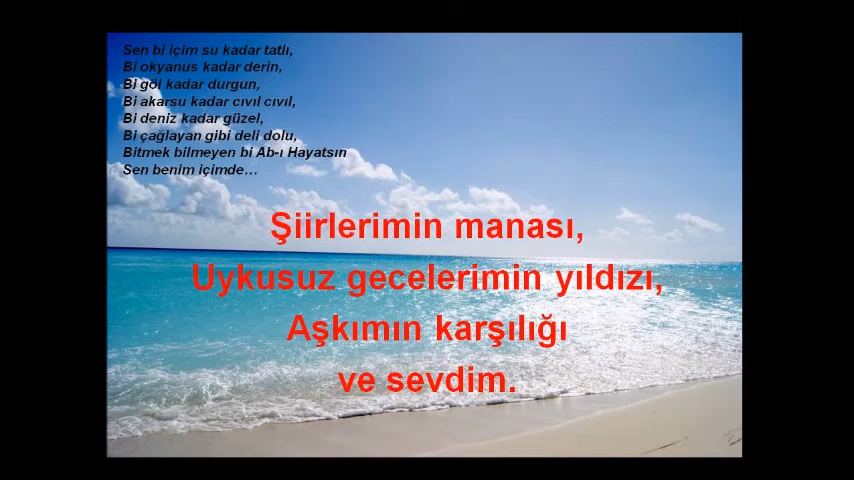 Sen bi içim su kadar tatlı,
Bi okyanus kadar derin,
Bi göl kadar durgun,
Bi akarsu kadar cıvıl cıvıl,
Bi deniz kadar güzel,
Bi çağlayan gibi deli dolu,
Bitmek bilmeyen bi Ab-ı Hayatsın
Sen benim içimde…
Şiirlerimin manası,
Uykusuz gecelerimin yıldızı,
Aşkımın karşılığı
ve sevdim.